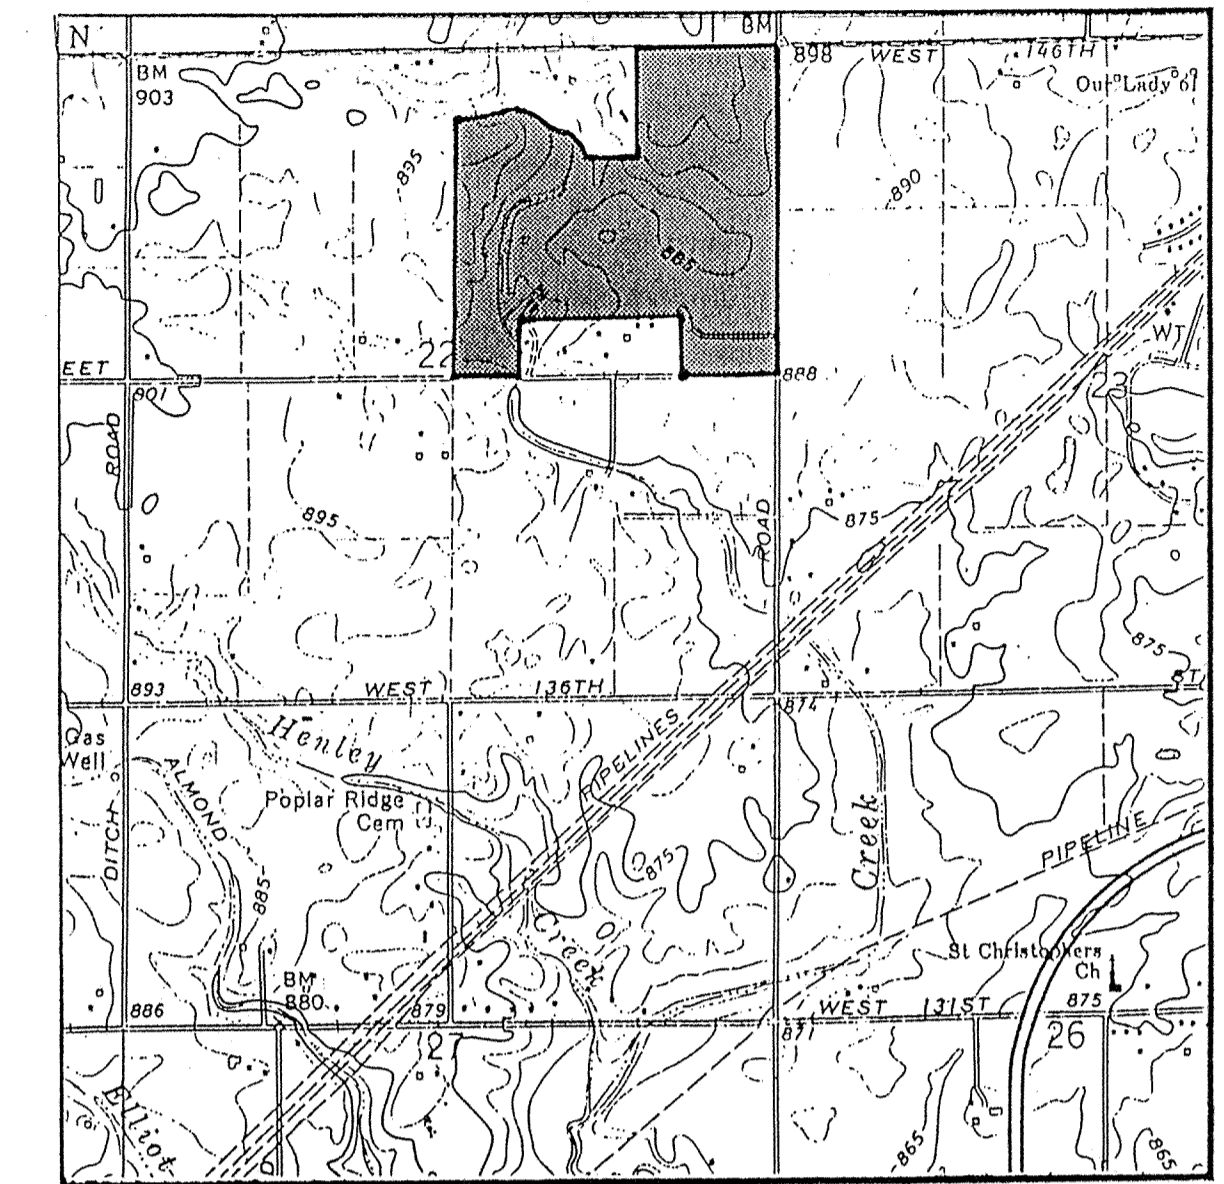 N
BM
BM
903
898
WEST
146TH
Our Lady of
895
890
885
WT
22
EET
888
23
901
ROAD
895
ROAD
875
875
893
WEST
136TH
874
ST
Gas
Well
Henley
PIPELINES
ALMOND
Poplar Ridge
Cem
DITCH
885
875
Creek
PIPELINE
Creek
St Christophers
Ch
BM
880
886
879
WEST
131ST
875
871
26
27
Elliot
865
865